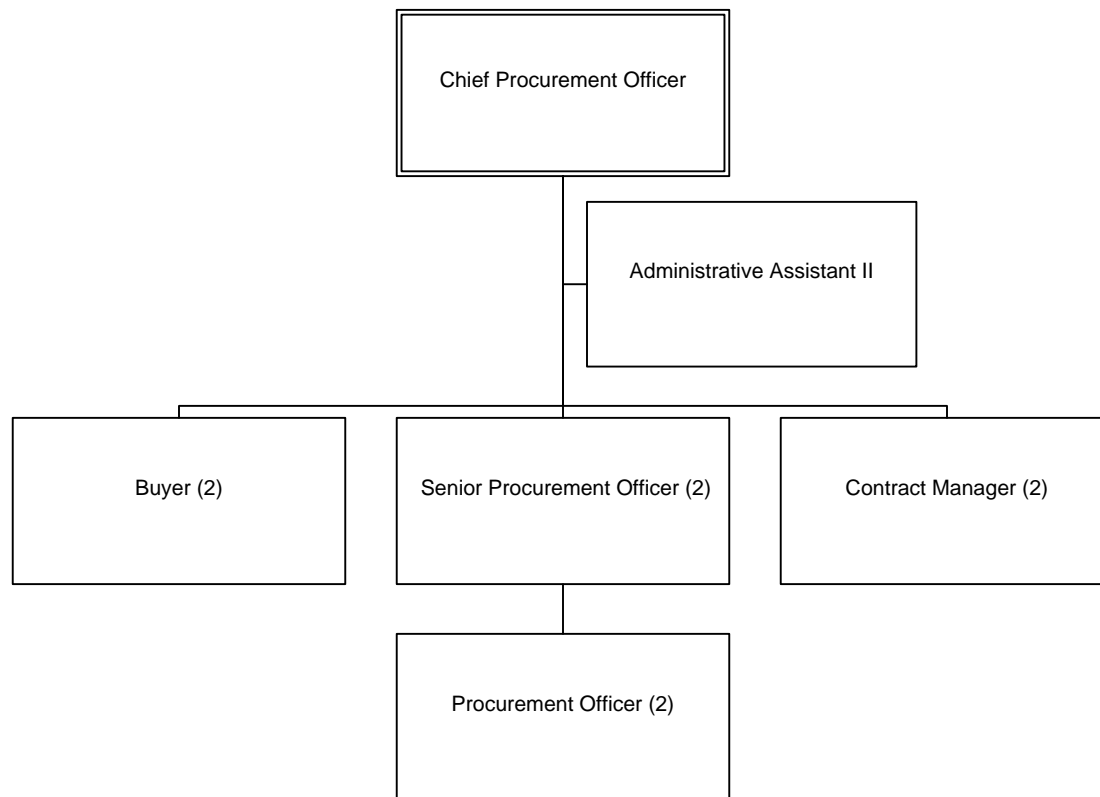 Chief Procurement Officer
Administrative Assistant II
Buyer (2)
Senior Procurement Officer (2)
Contract Manager (2)
Procurement Officer (2)